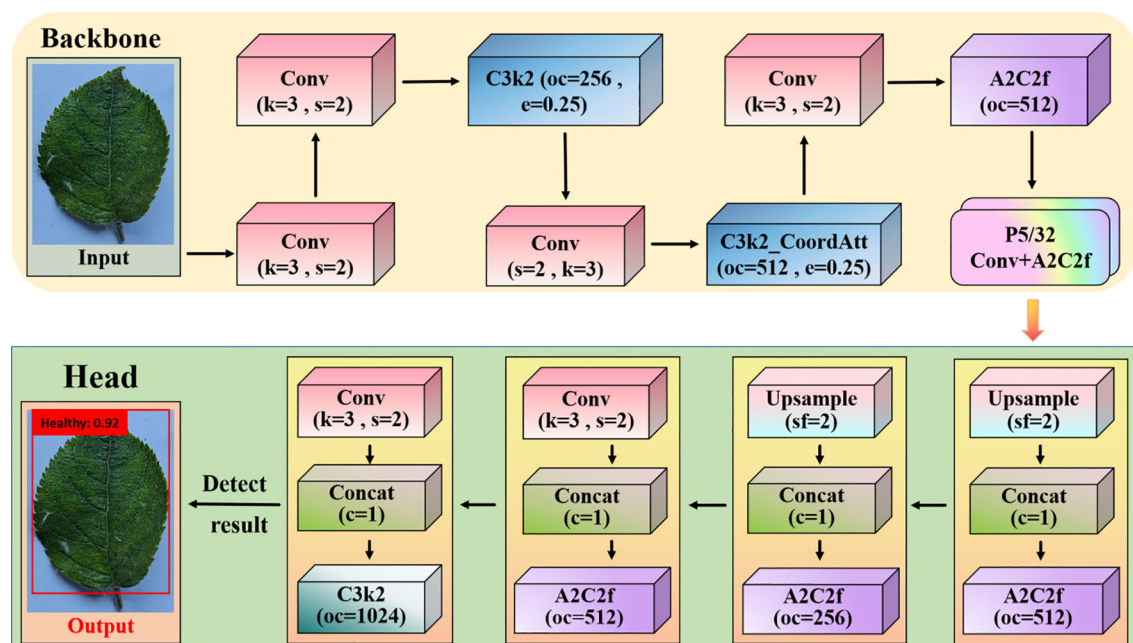 Backbone
Input
Conv
(k=3 , s=2)
Conv
(k=3 , s=2)
C3k2 (oc=256 ,
e=0.25)
Conv
(s=2 , k=3)
C3k2_CoordAtt
(oc=512 , e=0.25)
Conv
(k=3 , s=2)
A2C2f
(oc=512)
P5/32
Conv+A2C2f
Head
Upsample
(sf=2)
Concat
(c=1)
A2C2f
(oc=512)
Upsample
(sf=2)
Concat
(c=1)
A2C2f
(oc=256)
Conv
(k=3 , s=2)
Concat
(c=1)
A2C2f
(oc=512)
Conv
(k=3 , s=2)
Concat
(c=1)
C3k2
(oc=1024)
Detect
result
Healthy: 0.92
Output